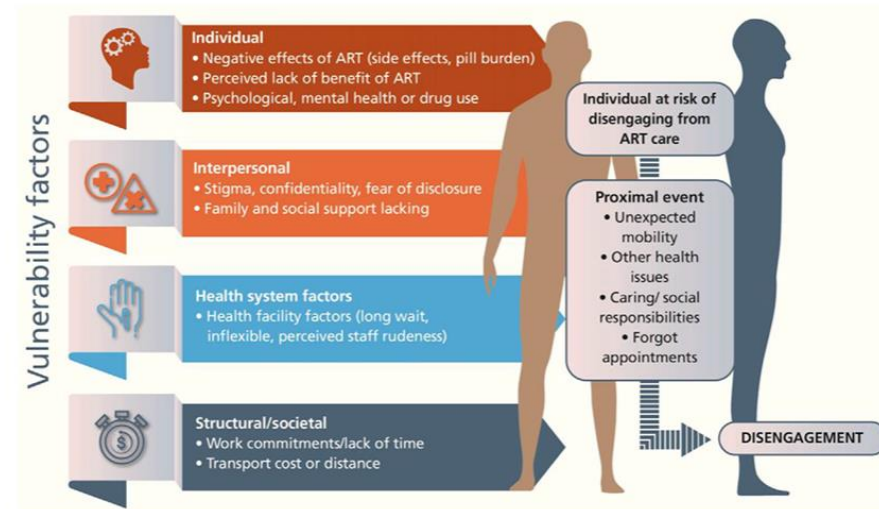 Vulnerability factors
Individual
• Negative effects of ART (side effects, pill burden)
• Perceived lack of benefit of ART
• Psychological, mental health or drug use
Interpersonal
• Stigma, confidentiality, fear of disclosure
• Family and social support lacking
Health system factors
• Health facility factors (long wait,
inflexible, perceived staff rudeness)
Structural/societal
• Work commitments/lack of time
• Transport cost or distance
$
Individual at risk of
disengaging from
ART care
Proximal event
• Unexpected
mobility
• Other health
issues
• Caring/ social
responsibilities
• Forgot
appointments
DISENGAGEMENT